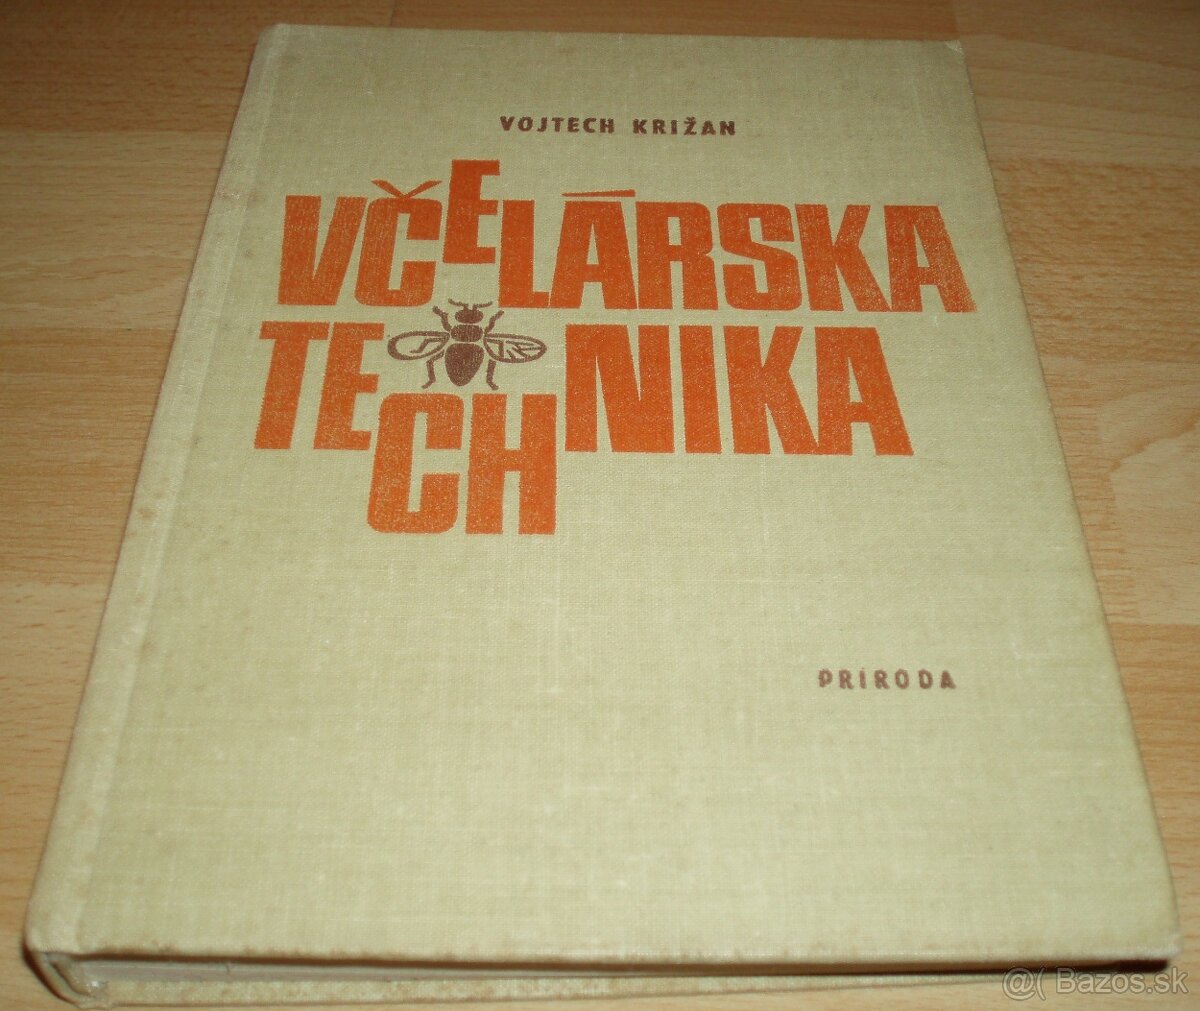 VOJTECH KRIŽAN
VČELÁRSKA
TECHNIKA
PRÍRODA
@( Bazos.sk